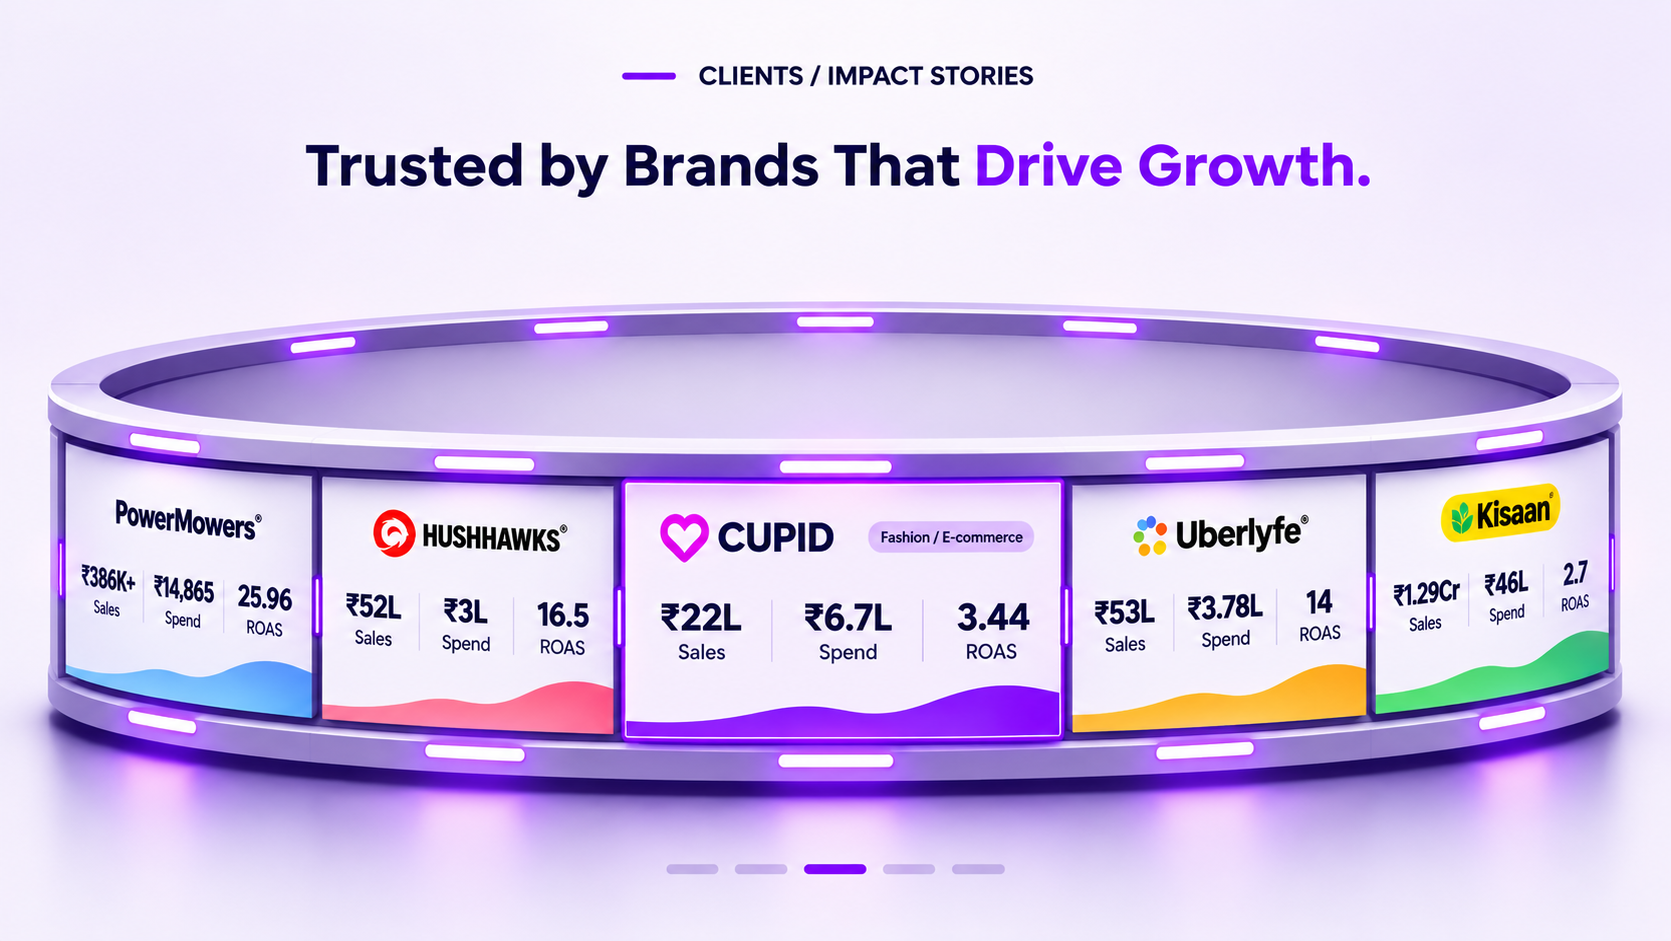 CLIENTS / IMPACT STORIES
Trusted by Brands That Drive Growth.
PowerMowers®
₹386K+ ₹14,865 25.96
Sales Spend ROAS
HUSHHAWKS®
₹52L ₹3L 16.5
Sales Spend ROAS
CUPID Fashion / E-commerce
₹22L ₹6.7L 3.44
Sales Spend ROAS
Uberlyfe®
₹53L ₹3.78L 14
Sales Spend ROAS
Kisaan®
₹1.29Cr ₹46L 2.7
Sales Spend ROAS